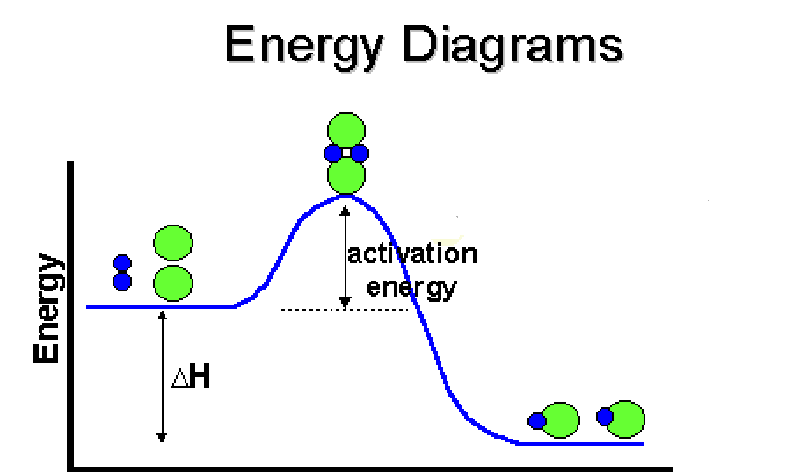 Energy Diagrams
Energy
activation
energy
ΔH